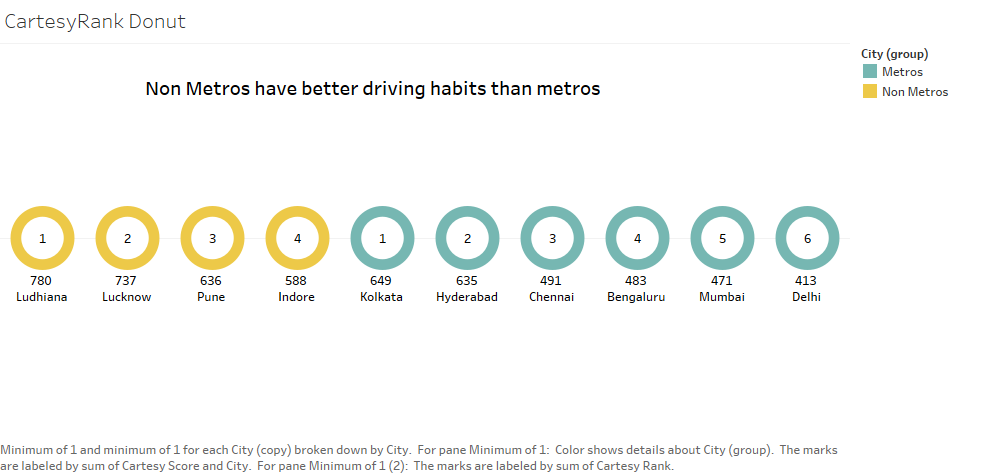 CartesyRank Donut
City (group)
Metros
Non Metros
Non Metros have better driving habits than metros
1 2 3 4 1 2 3 4 5 6
780 737 636 588 649 635 491 483 471 413
Ludhiana Lucknow Pune Indore Kolkata Hyderabad Chennai Bengaluru Mumbai Delhi
Minimum of 1 and minimum of 1 for each City (copy) broken down by City.  For pane Minimum of 1:  Color shows details about City (group).  The marks
are labeled by sum of Cartesy Score and City.  For pane Minimum of 1 (2):  The marks are labeled by sum of Cartesy Rank.